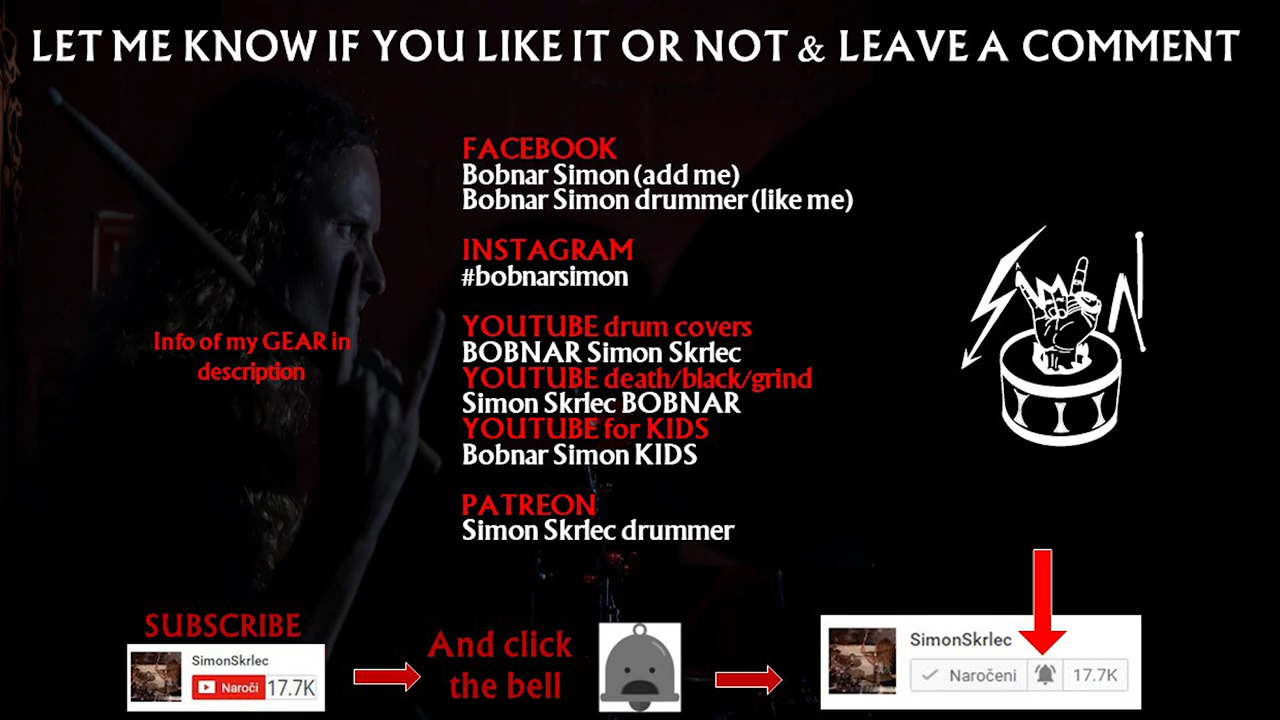 LET ME KNOW IF YOU LIKE IT OR NOT & LEAVE A COMMENT
FACEBOOK
Bobnar Simon (add me)
Bobnar Simon drummer (like me)
INSTAGRAM
#bobnarsimon
YOUTUBE drum covers
BOBNAR Simon Skrlec
YOUTUBE death/black/grind
Simon Skrlec BOBNAR
YOUTUBE for KIDS
Bobnar Simon KIDS
PATREON
Simon Skrlec drummer
Info of my GEAR in
description
SIMON
SUBSCRIBE
SimonSkrlec
Naroči 17.7K
And click
the bell
SimonSkrlec
Naročeni 17.7K